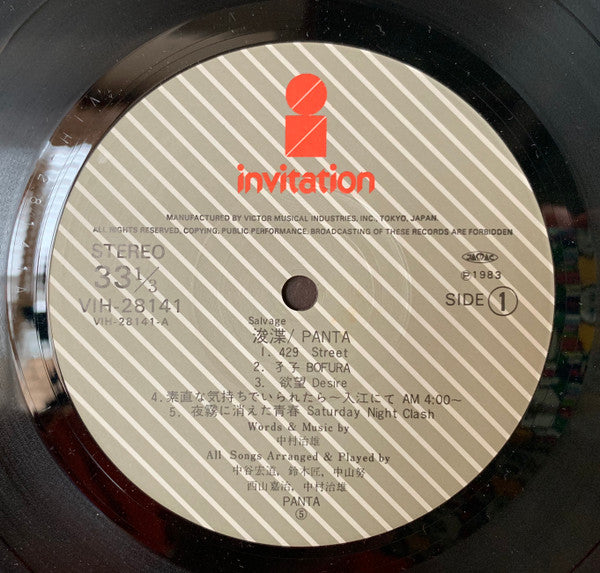 invitation
MANUFACTURED BY VICTOR MUSICAL INDUSTRIES, INC., TOKYO, JAPAN.
ALL RIGHTS RESERVED, COPYING, PUBLIC PERFORMANCE, BROADCASTING OF THESE RECORDS ARE FORBIDDEN
STEREO
33 1/3
VIH-28141
VIH-28141-A
JASRAC
Ⓟ1983
SIDE ①
Salvage
浚渫/ PANTA
1. 429 Street
2. 孑孑 BOFURA
3. 欲望 Desire
4. 素直な気持ちでいられたら〜入江にて AM 4:00〜
5. 夜霧に消えた青春 Saturday Night Clash
Words & Music by
中村治雄
All Songs Arranged & Played by
中谷宏道, 鈴木匠, 中山努
西山嘉治, 中村治雄
PANTA
⑤